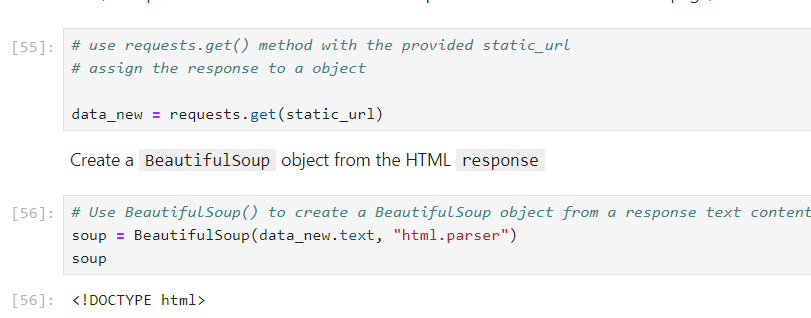 [55]: # use requests.get() method with the provided static_url
# assign the response to a object
data_new = requests.get(static_url)
Create a BeautifulSoup object from the HTML response
[56]: # Use BeautifulSoup() to create a BeautifulSoup object from a response text content
soup = BeautifulSoup(data_new.text, "html.parser")
soup
[56]: <!DOCTYPE html>